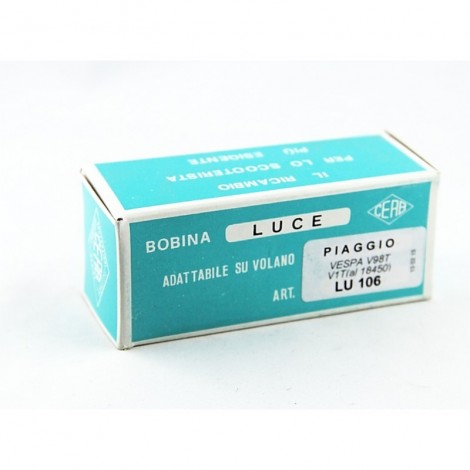 IL RICAMBIO
PER LO SCOOTERISTA
PIÙ ESIGENTE
CEAB
BOBINA LUCE
ADATTABILE SU VOLANO
ART.
PIAGGIO
VESPA V98T
V1T(al 18450)
LU 106